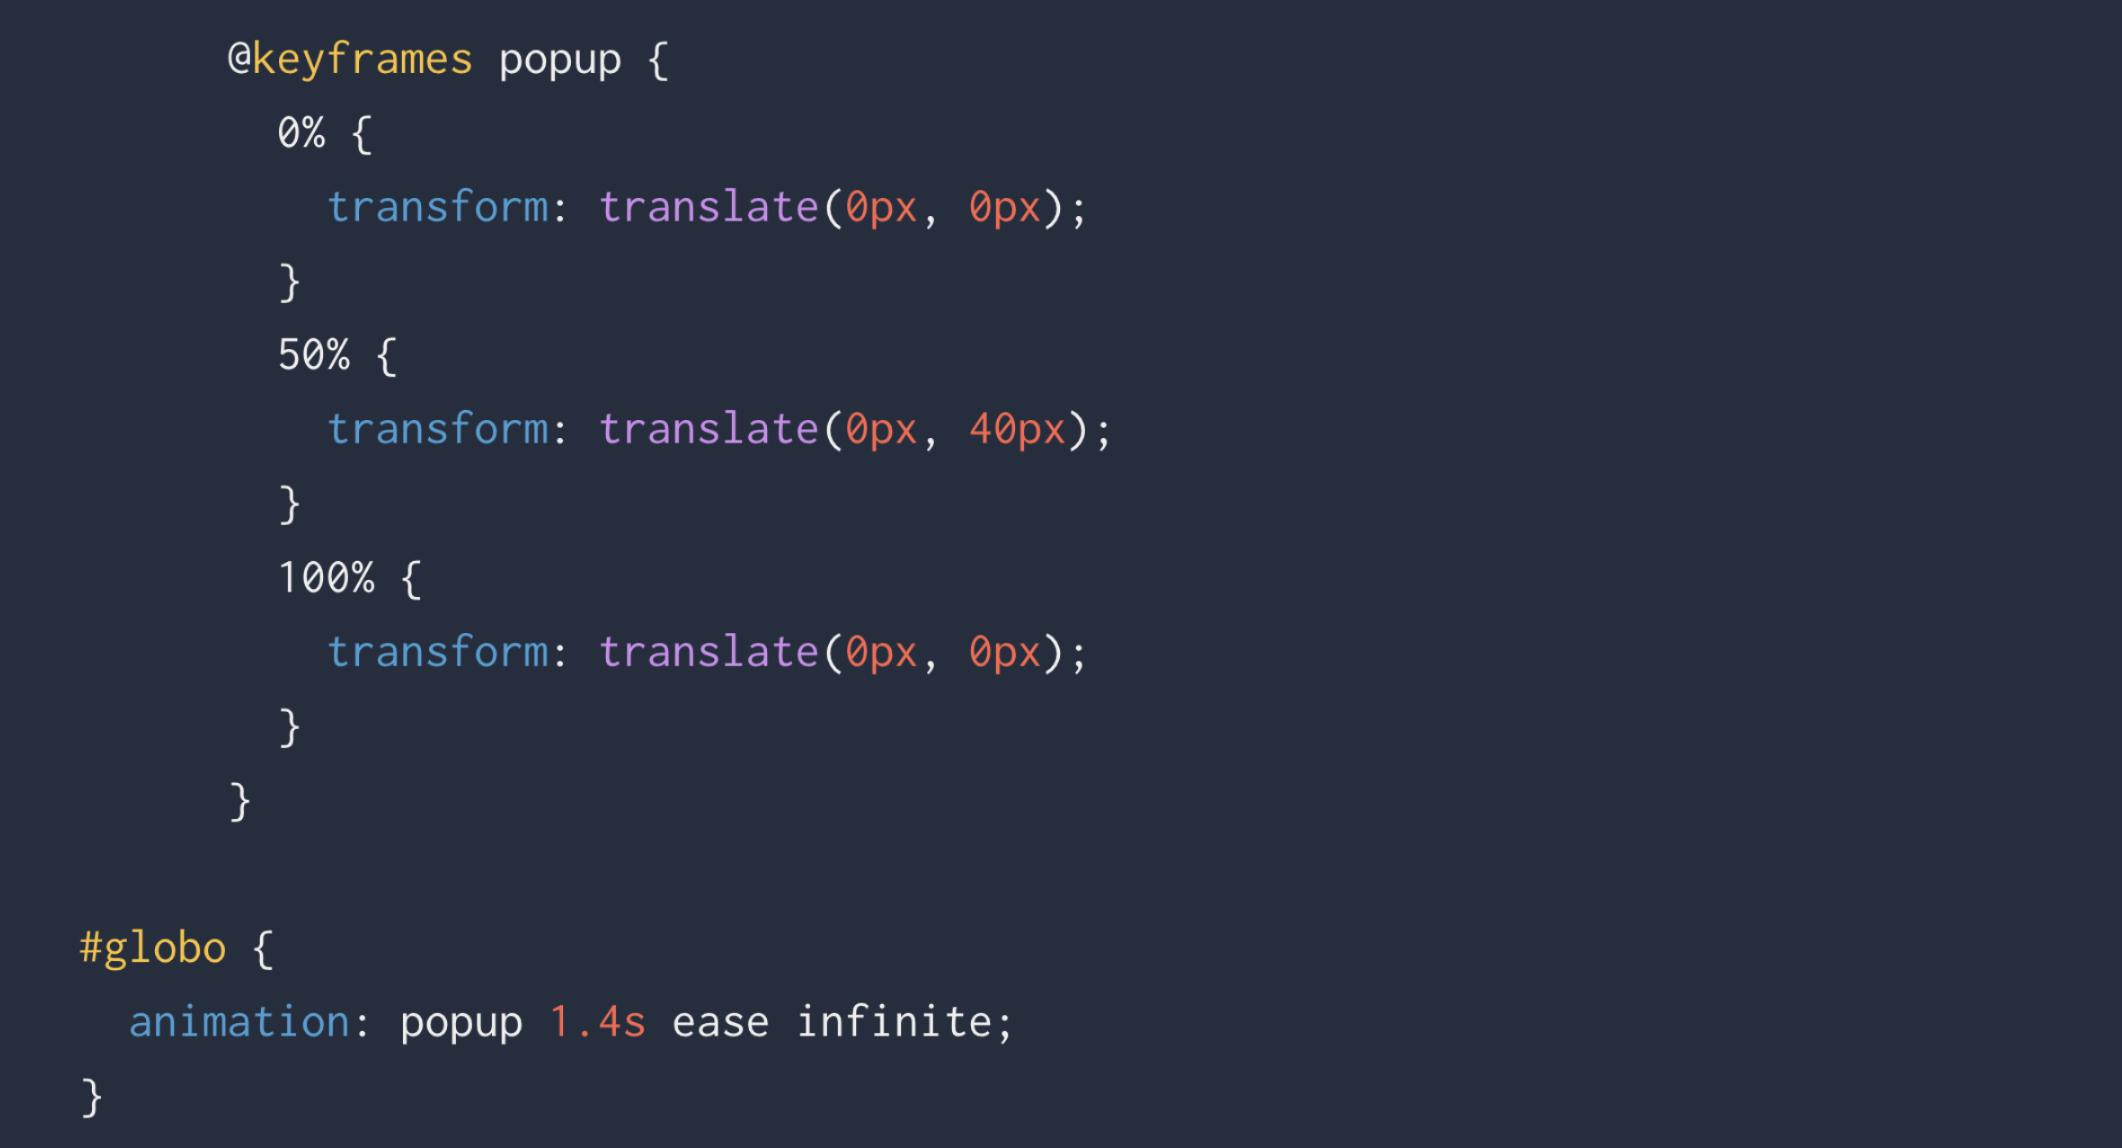 @keyframes popup {
0% {
transform: translate(0px, 0px);
}
50% {
transform: translate(0px, 40px);
}
100% {
transform: translate(0px, 0px);
}
}
#globo {
animation: popup 1.4s ease infinite;
}